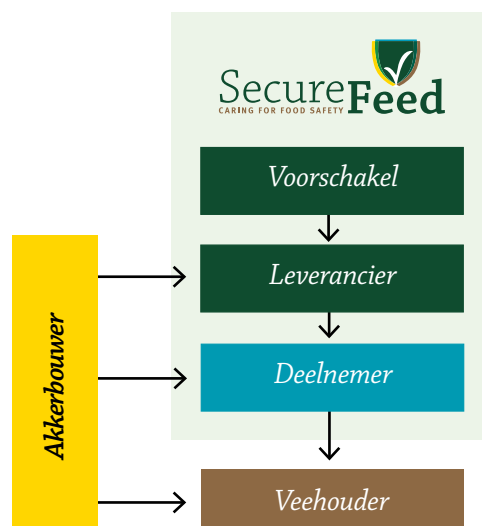 SecureFeed
CARING FOR FOOD SAFETY
Voorschakel
Leverancier
Deelnemer
Veehouder
Akkerbouwer